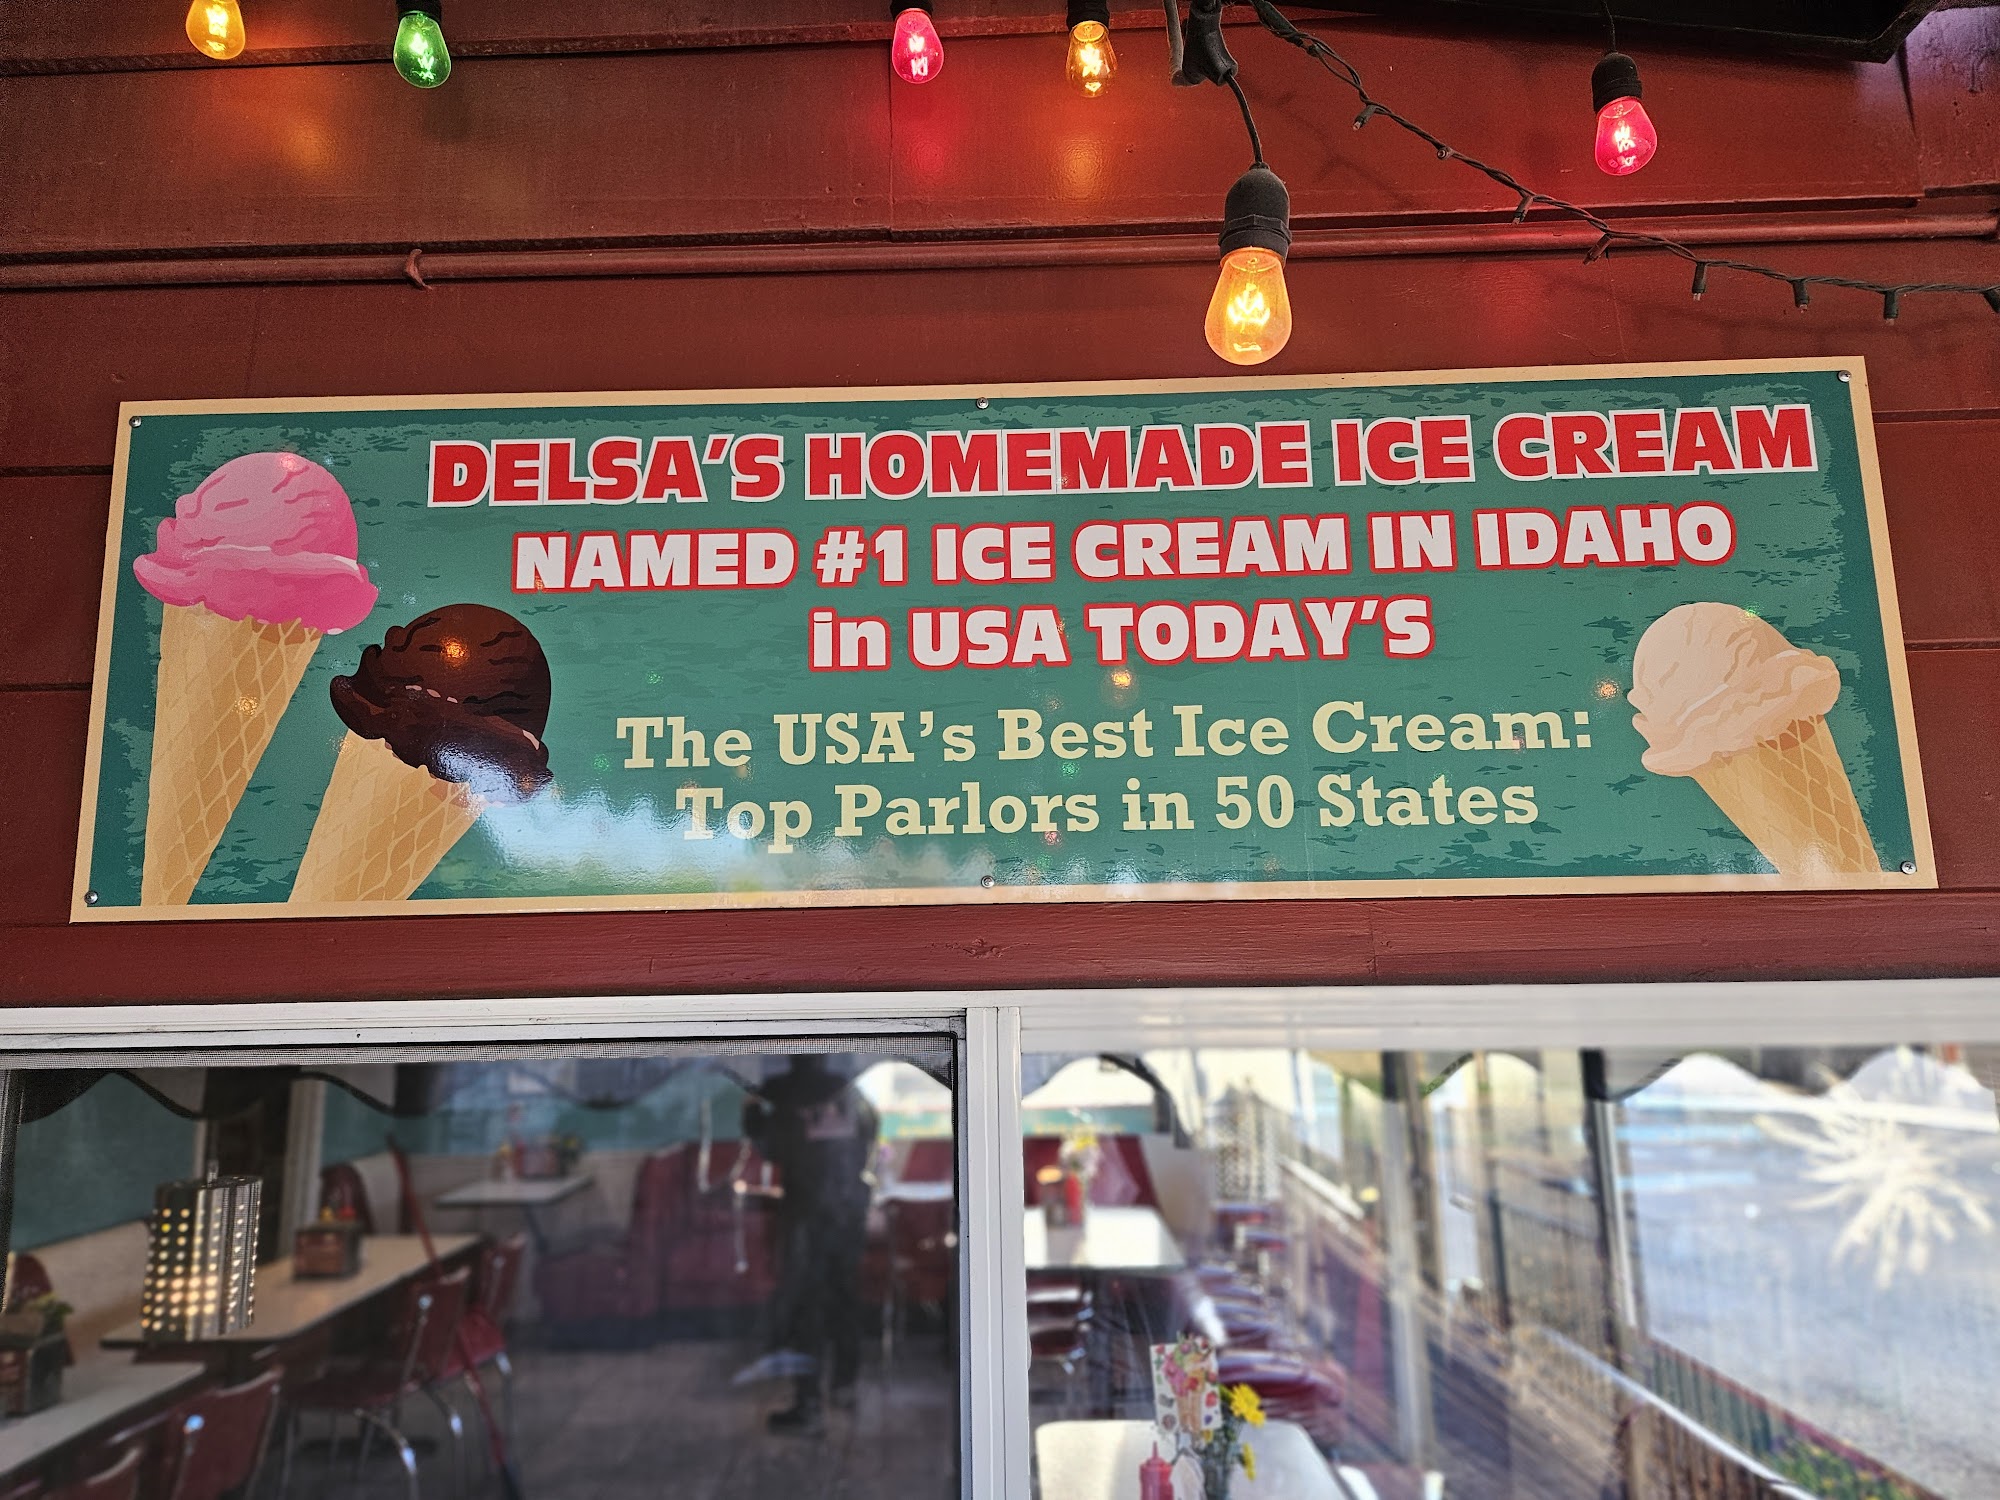 DELSA'S HOMEMADE ICE CREAM
NAMED #1 ICE CREAM IN IDAHO
in USA TODAY'S
The USA's Best Ice Cream:
Top Parlors in 50 States